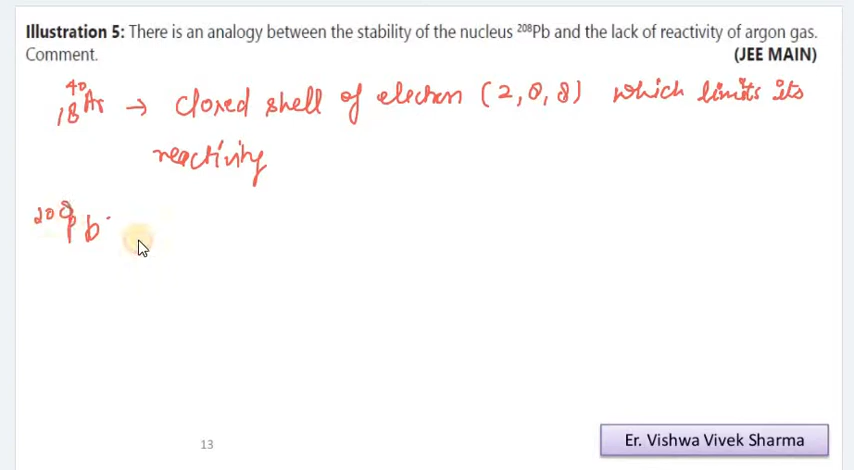 Illustration 5: There is an analogy between the stability of the nucleus ²⁰⁸Pb and the lack of reactivity of argon gas.
Comment. (JEE MAIN)
⁴⁰₁₈Ar → closed shell of electron (2, 8, 8) which limits its
reactivity
²⁰⁸Pb
13
Er. Vishwa Vivek Sharma